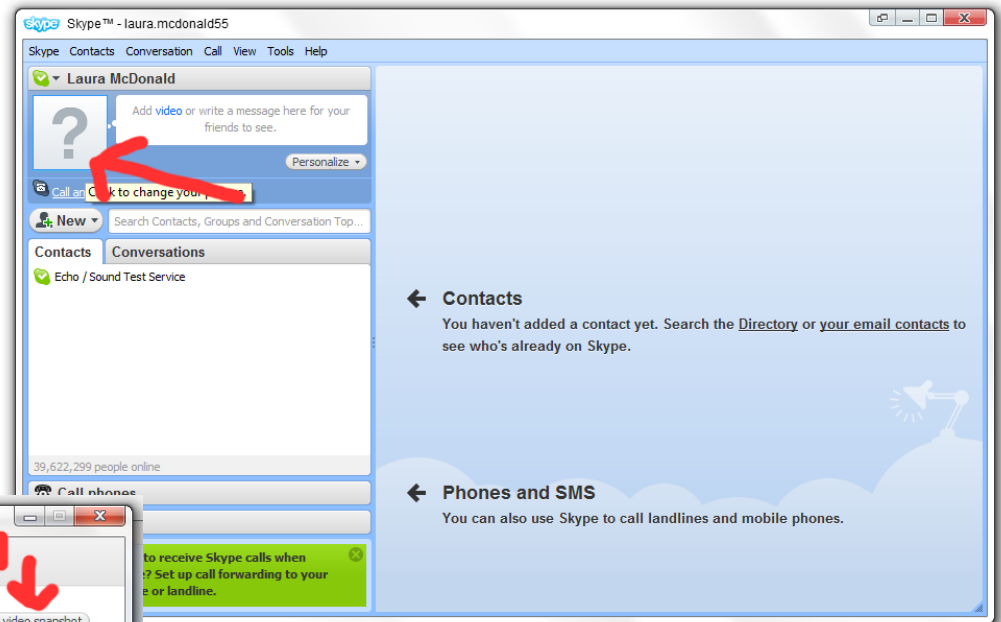 Skype™ - laura.mcdonald55
Skype Contacts Conversation Call View Tools Help
Laura McDonald
Add video or write a message here for your
friends to see.
?
Personalize
Call
to change your
New
Search Contacts, Groups and Conversation Top...
Contacts Conversations
Echo / Sound Test Service
39,622,299 people online
Call phones
to receive Skype calls when
? Set up call forwarding to your
or landline.
video snapshot
Contacts
You haven't added a contact yet. Search the Directory or your email contacts to
see who's already on Skype.
Phones and SMS
You can also use Skype to call landlines and mobile phones.